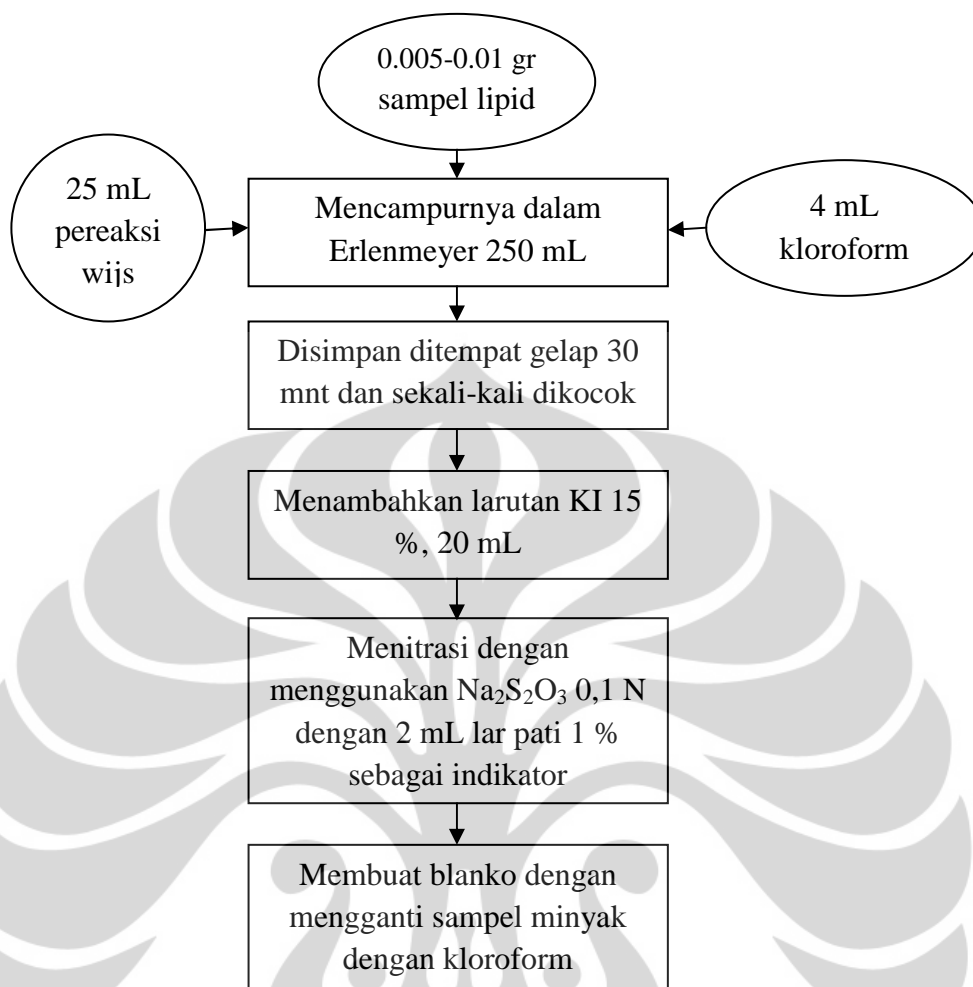 0.005-0.01 gr
sampel lipid
25 mL
pereaksi
wijs
Mencampurnya dalam
Erlenmeyer 250 mL
4 mL
kloroform
Disimpan ditempat gelap 30
mnt dan sekali-kali dikocok
Menambahkan larutan KI 15
%, 20 mL
Menitrasi dengan
menggunakan Na₂S₂O₃ 0,1 N
dengan 2 mL lar pati 1 %
sebagai indikator
Membuat blanko dengan
mengganti sampel minyak
dengan kloroform